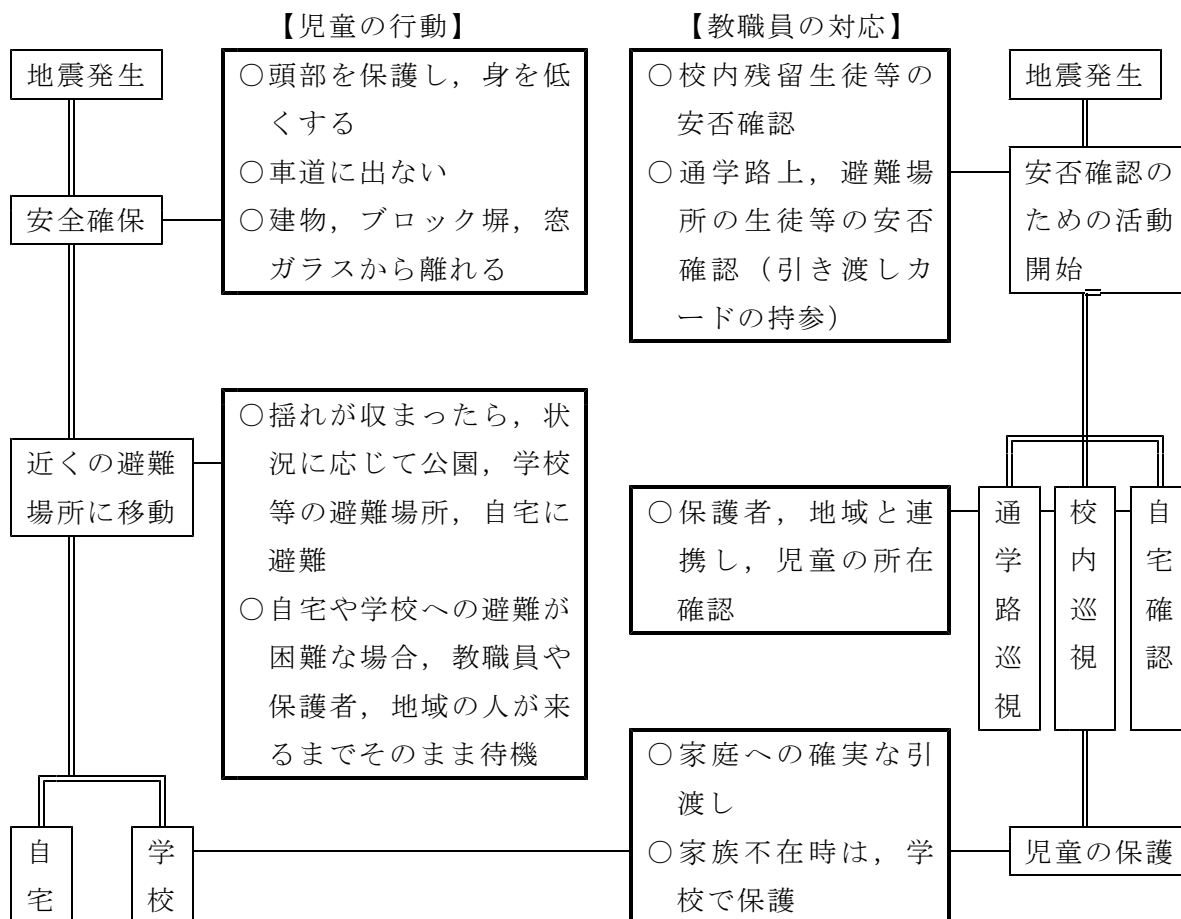 【児童の行動】
地震発生
○頭部を保護し，身を低
くする
○車道に出ない
○建物，ブロック塀，窓
ガラスから離れる
安全確保
○揺れが収まったら，状
況に応じて公園，学校
等の避難場所，自宅に
避難
○自宅や学校への避難が
困難な場合，教職員や
保護者，地域の人が来
るまでそのまま待機
近くの避難
場所に移動
自宅
学校
【教職員の対応】
○校内残留生徒等の
安否確認
○通学路上，避難場
所の生徒等の安否
確認（引き渡しカ
ードの持参）
地震発生
安否確認の
ための活動
開始
○保護者，地域と連
携し，児童の所在
確認
通学路巡視
校内巡視
自宅確認
○家庭への確実な引
渡し
○家族不在時は，学
校で保護
児童の保護